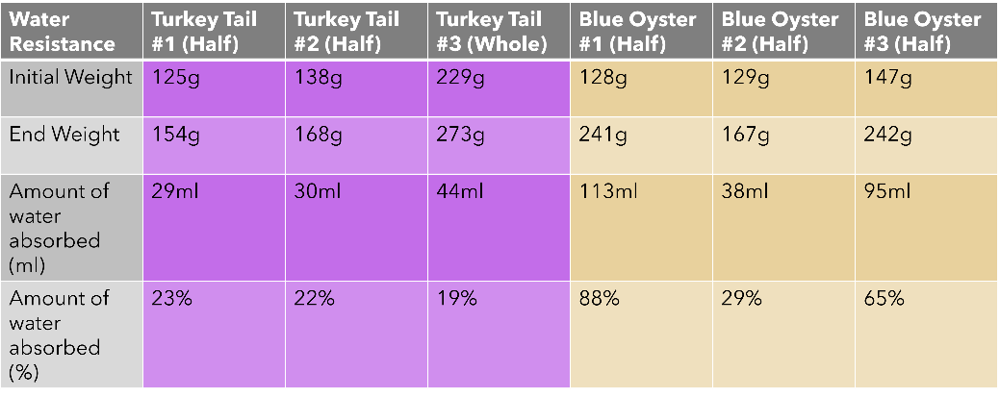 Water Resistance | Turkey Tail #1 (Half) | Turkey Tail #2 (Half) | Turkey Tail #3 (Whole) | Blue Oyster #1 (Half) | Blue Oyster #2 (Half) | Blue Oyster #3 (Half)
Initial Weight | 125g | 138g | 229g | 128g | 129g | 147g
End Weight | 154g | 168g | 273g | 241g | 167g | 242g
Amount of water absorbed (ml) | 29ml | 30ml | 44ml | 113ml | 38ml | 95ml
Amount of water absorbed (%) | 23% | 22% | 19% | 88% | 29% | 65%